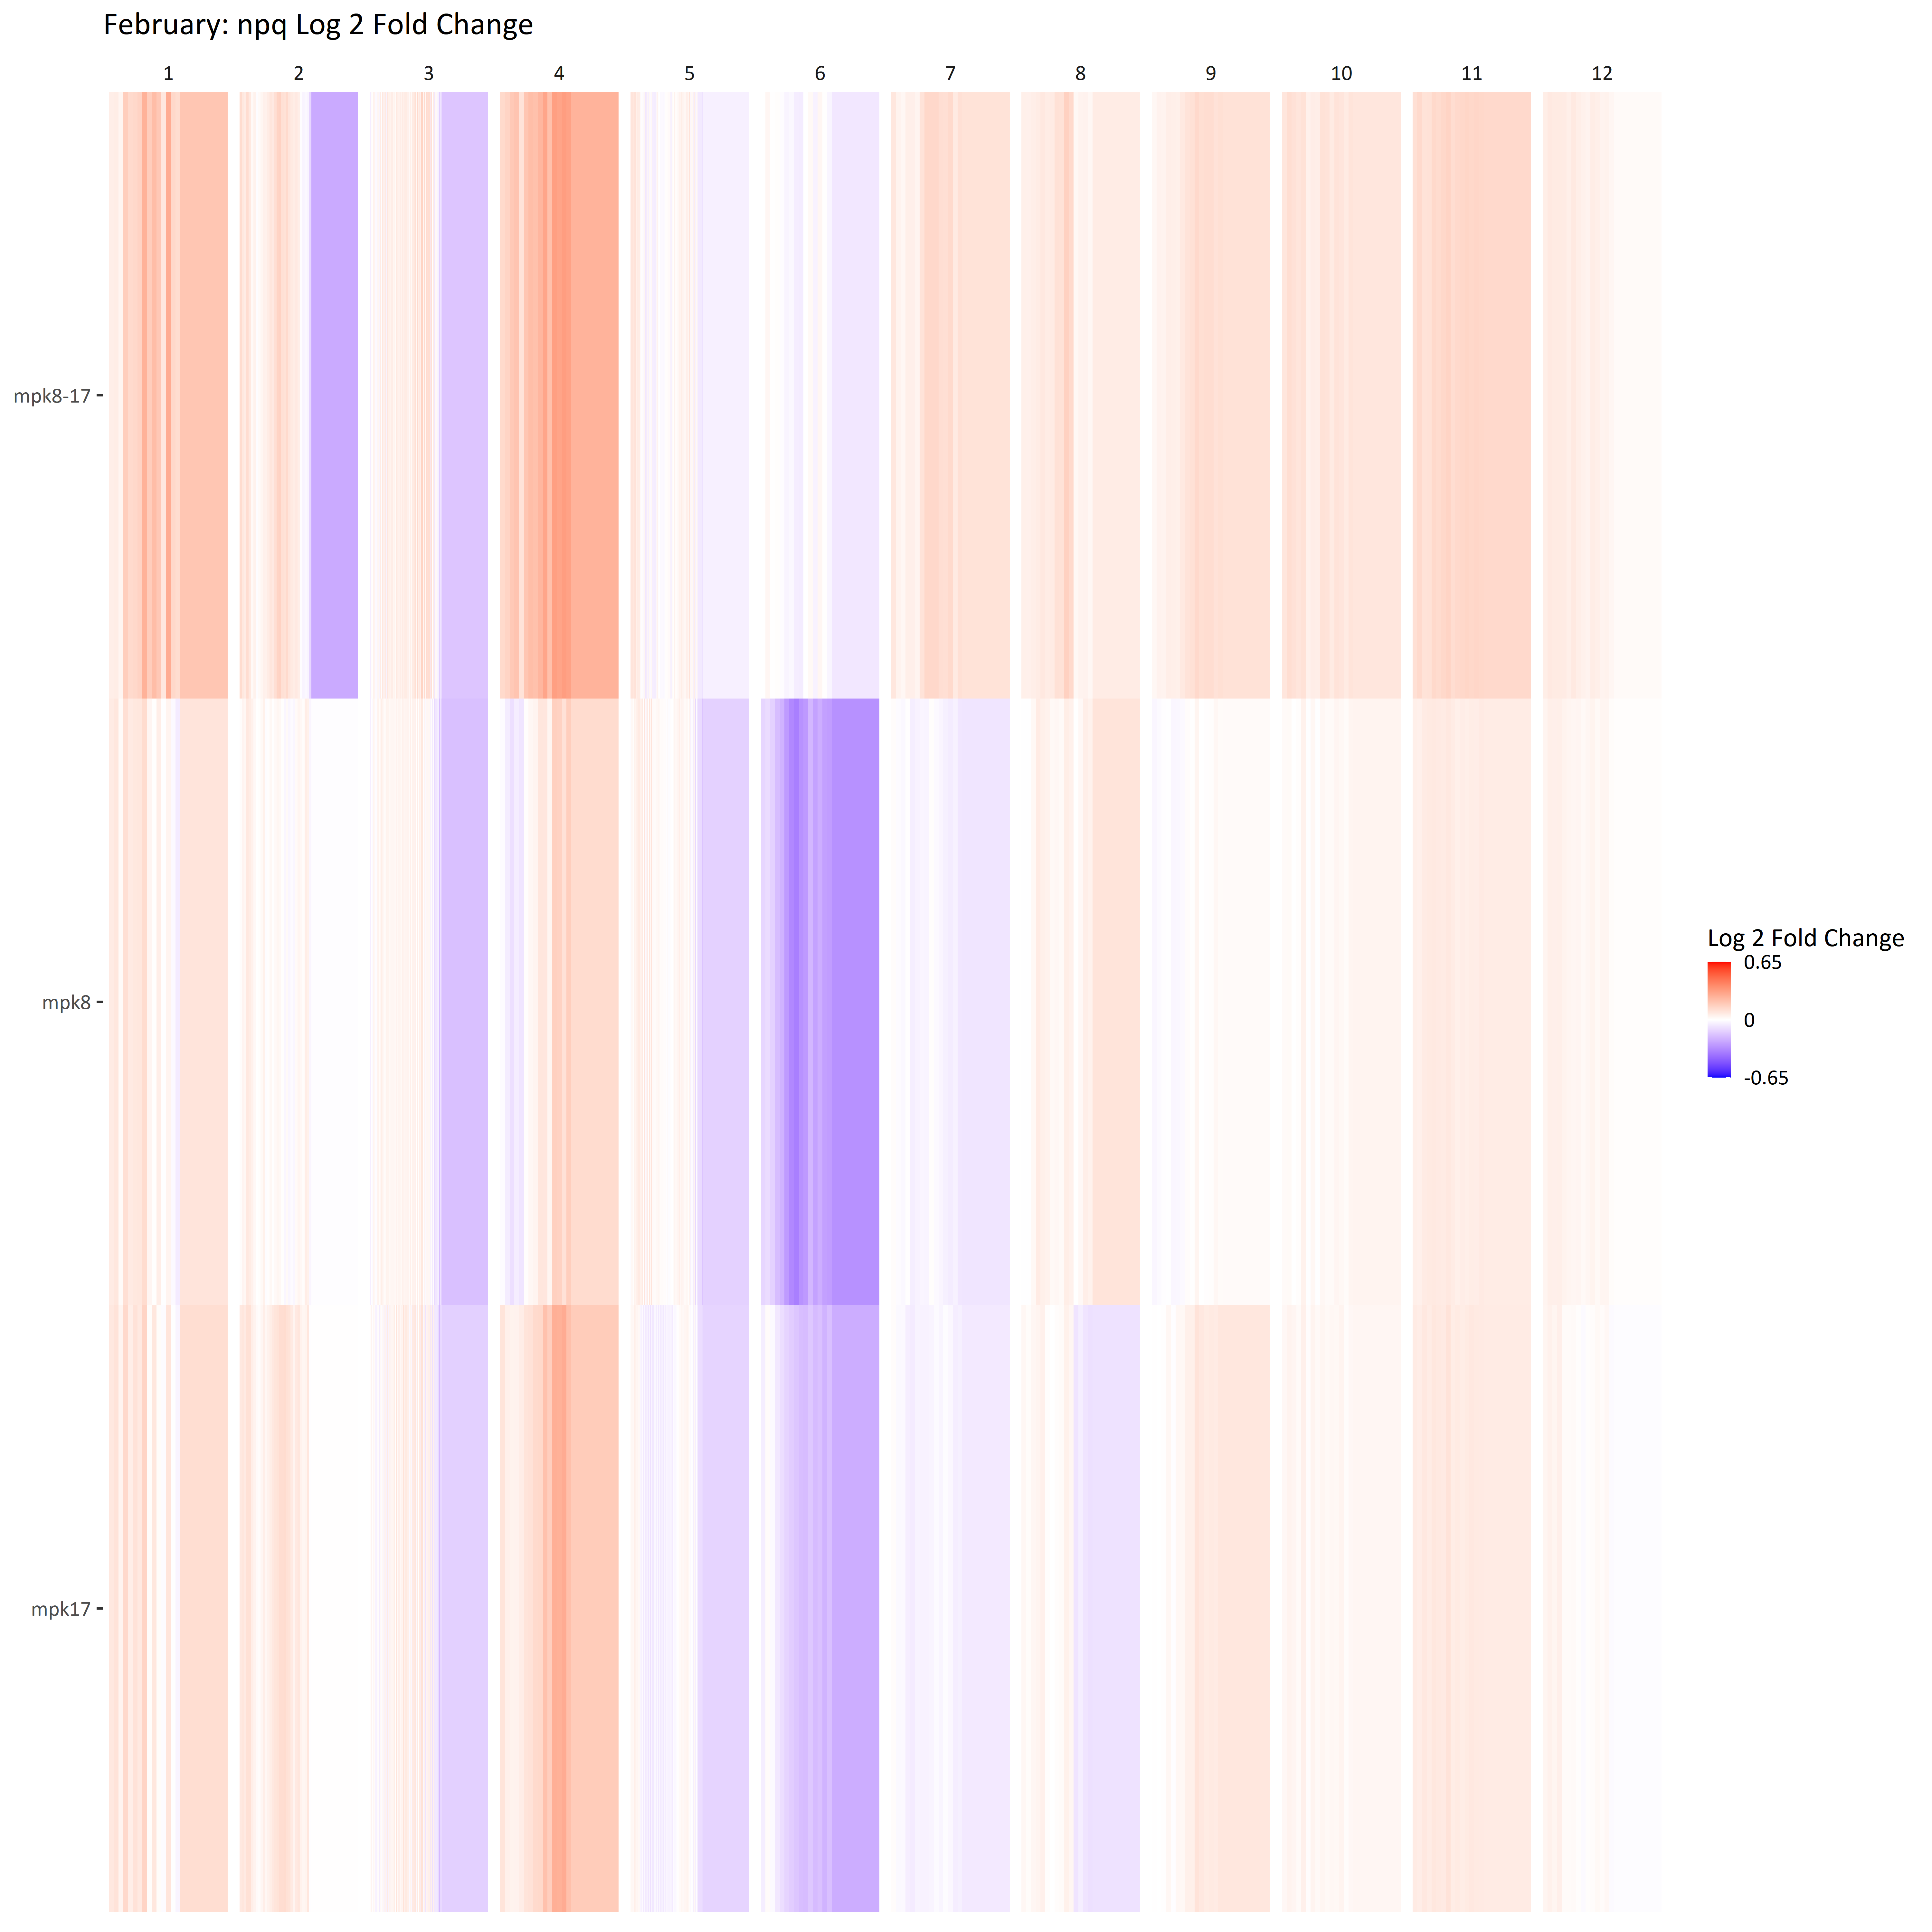 February: npq Log 2 Fold Change
1 2 3 4 5 6 7 8 9 10 11 12
mpk8-17
mpk8
mpk17
Log 2 Fold Change
0.65
0
-0.65